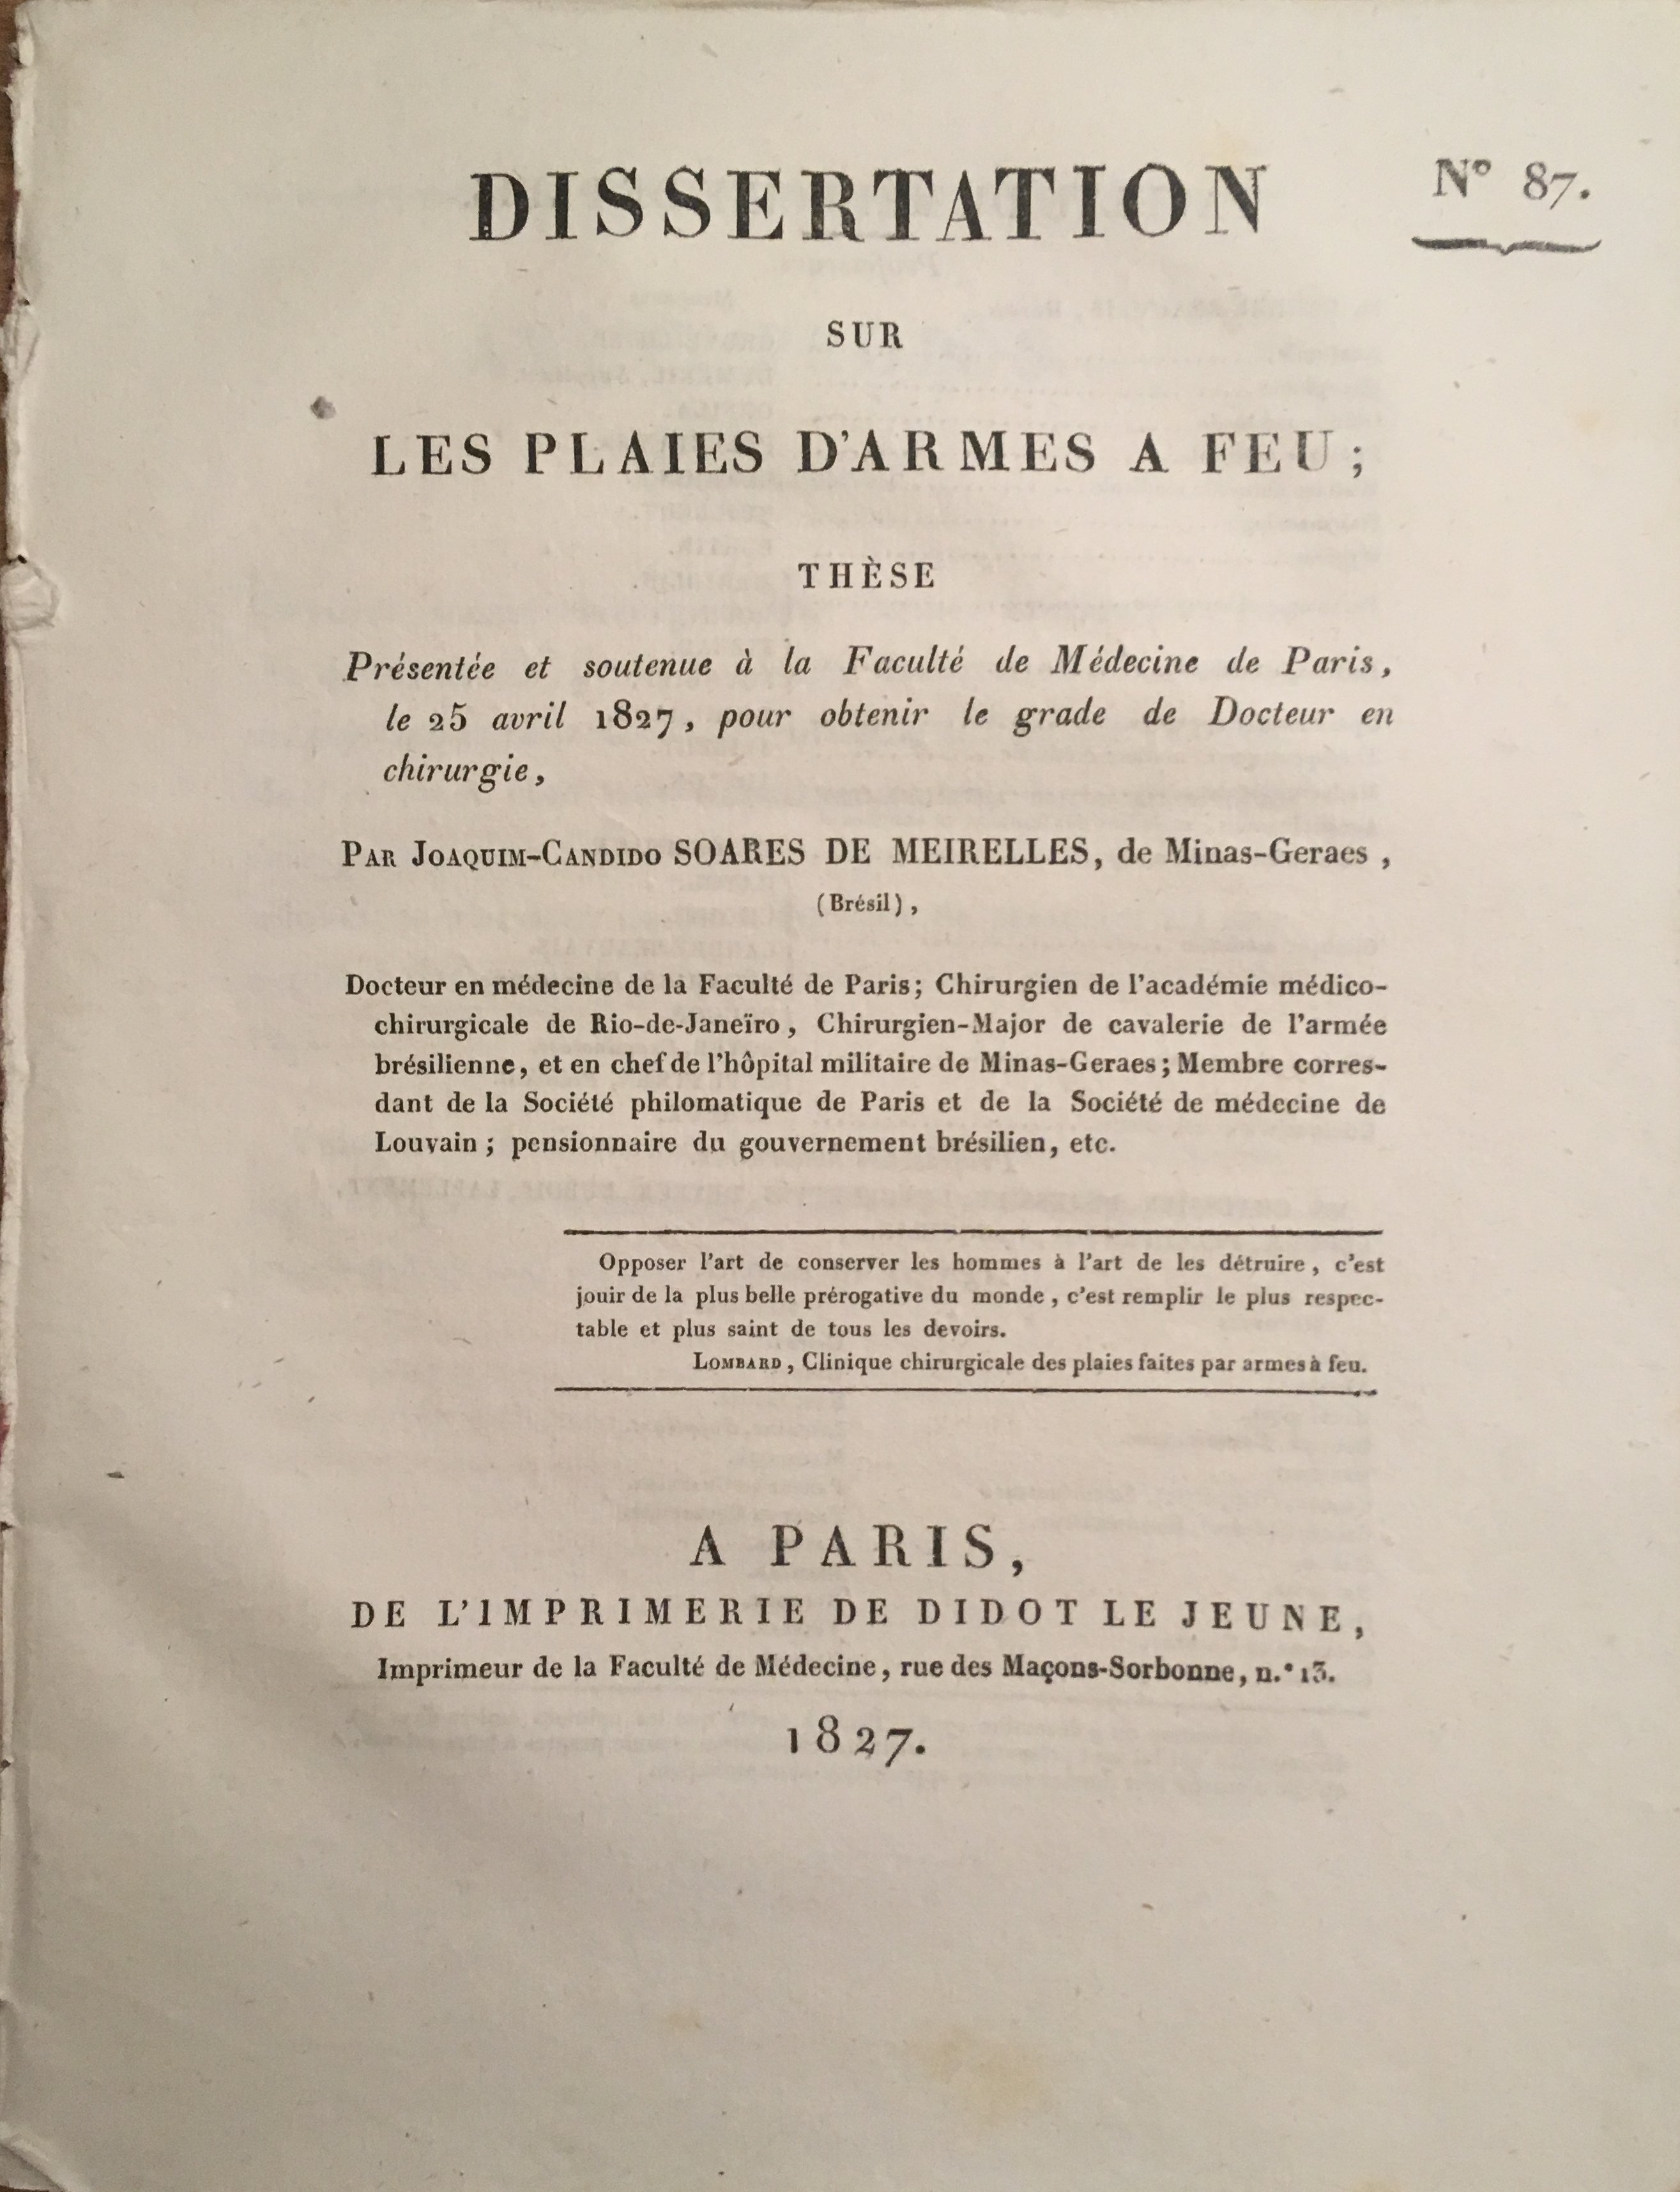 DISSERTATION
N° 87.
SUR
LES PLAIES D'ARMES A FEU;
THÈSE
Présentée et soutenue à la Faculté de Médecine de Paris,
le 25 avril 1827, pour obtenir le grade de Docteur en
chirurgie,
PAR JOAQUIM-CANDIDO SOARES DE MEIRELLES, de Minas-Geraes,
(Brésil),
Docteur en médecine de la Faculté de Paris; Chirurgien de l'académie médico-
chirurgicale de Rio-de-Janeïro, Chirurgien-Major de cavalerie de l'armée
brésilienne, et en chef de l'hôpital militaire de Minas-Geraes; Membre corres-
dant de la Société philomatique de Paris et de la Société de médecine de
Louvain; pensionnaire du gouvernement brésilien, etc.
Opposer l'art de conserver les hommes à l'art de les détruire, c'est
jouir de la plus belle prérogative du monde, c'est remplir le plus respec-
table et plus saint de tous les devoirs.
LOMBARD, Clinique chirurgicale des plaies faites par armes à feu.
A PARIS,
DE L'IMPRIMERIE DE DIDOT LE JEUNE,
Imprimeur de la Faculté de Médecine, rue des Maçons-Sorbonne, n.° 13.
1827.